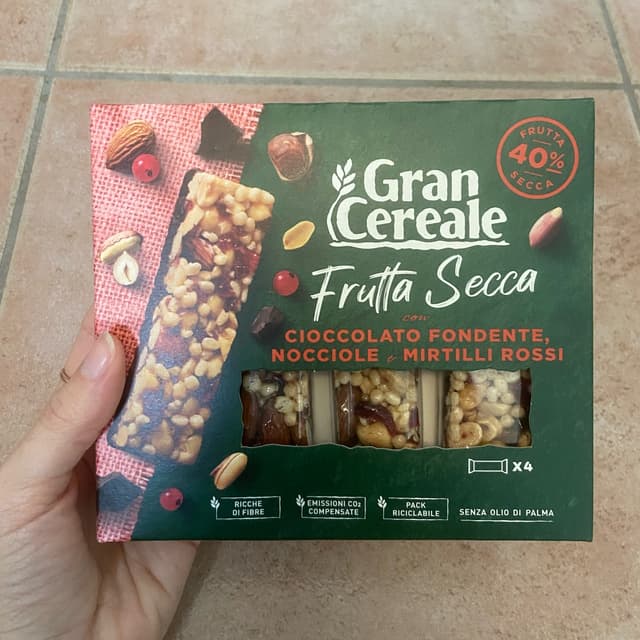 FRUTTA
40%
SECCA
Gran
Cereale
Frutta Secca
con
CIOCCOLATO FONDENTE,
NOCCIOLE e MIRTILLI ROSSI
X4
RICCHE
DI FIBRE
EMISSIONI CO₂
COMPENSATE
PACK
RICICLABILE
SENZA OLIO DI PALMA